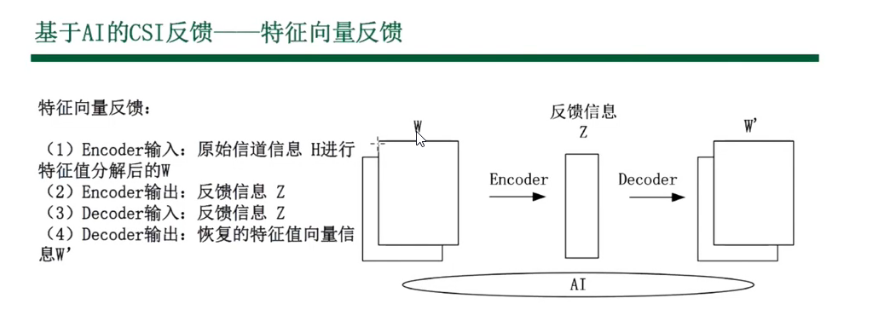 基于AI的CSI反馈——特征向量反馈
特征向量反馈：
（1）Encoder输入：原始信道信息 H进行
特征值分解后的W
（2）Encoder输出：反馈信息 Z
（3）Decoder输入：反馈信息 Z
（4）Decoder输出：恢复的特征值向量信
息W'
W
反馈信息
Z
W'
Encoder
Decoder
AI